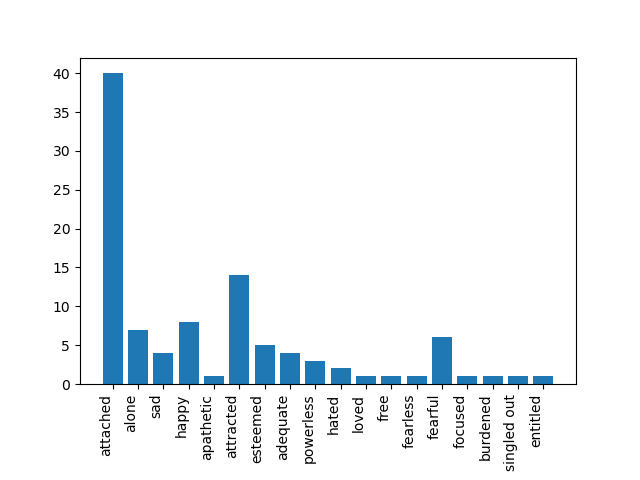 40
35
30
25
20
15
10
5
0
attached
alone
sad
happy
apathetic
attracted
esteemed
adequate
powerless
hated
loved
free
fearless
fearful
focused
burdened
singled out
entitled